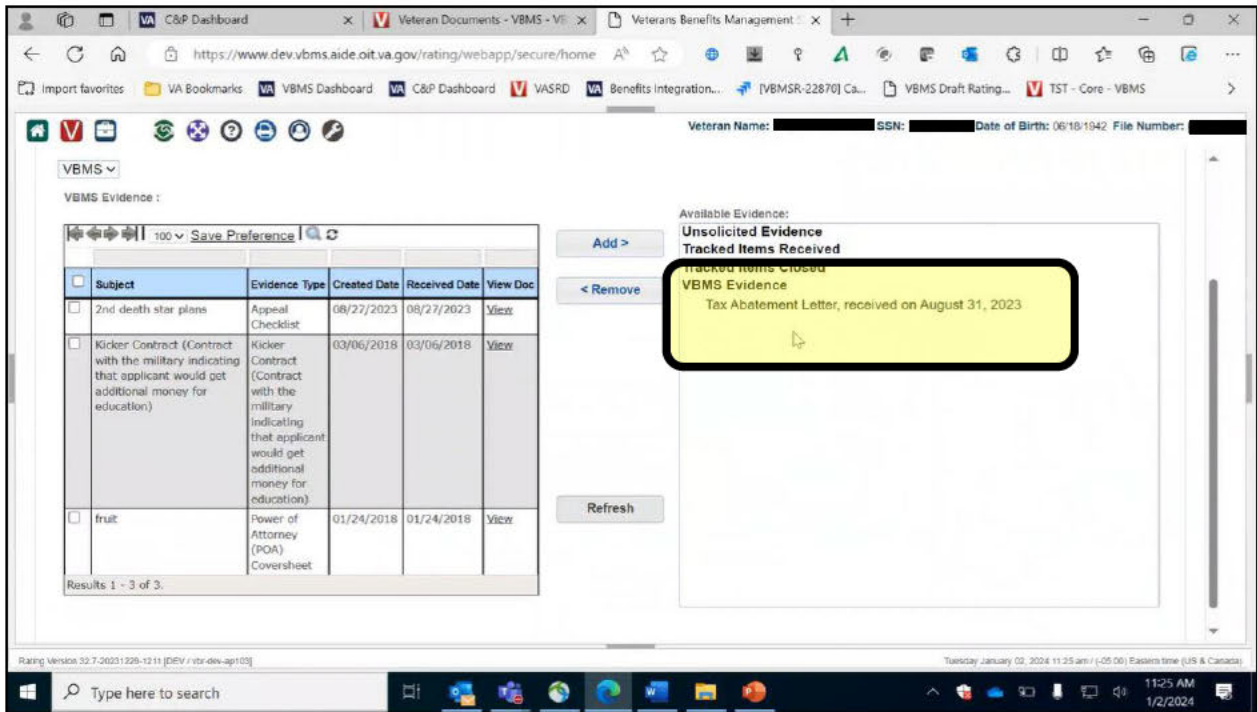 VA C&P Dashboard
Veteran Documents - VBMS - VE
Veterans Benefits Management S
https://www.dev.vbms.aide.oit.va.gov/rating/webapp/secure/home
Import favorites VA Bookmarks VA VBMS Dashboard VA C&P Dashboard VASRD VA Benefits Integration... [VBMSR-22870] Ca... VBMS Draft Rating... TST - Core - VBMS
Veteran Name: SSN: Date of Birth: 06/18/1942 File Number:
VBMS
VBMS Evidence :
100 Save Preference
Subject Evidence Type Created Date Received Date View Doc
2nd death star plans Appeal Checklist 08/27/2023 08/27/2023 View
Kicker Contract (Contract with the military indicating that applicant would get additional money for education) Kicker Contract (Contract with the military indicating that applicant would get additional money for education) 03/06/2018 03/06/2018 View
fruit Power of Attorney (POA) Coversheet 01/24/2018 01/24/2018 View
Results 1 - 3 of 3.
Add >
< Remove
Refresh
Available Evidence:
Unsolicited Evidence
Tracked Items Received
Tracked Items Closed
VBMS Evidence
Tax Abatement Letter, received on August 31, 2023
Rating Version 32.7-20231229-1211 [DEV / vbr-dev-ap103]
Tuesday January 02, 2024 11:25 am / (-05:00) Eastern time (US & Canada)
Type here to search
11:25 AM
1/2/2024